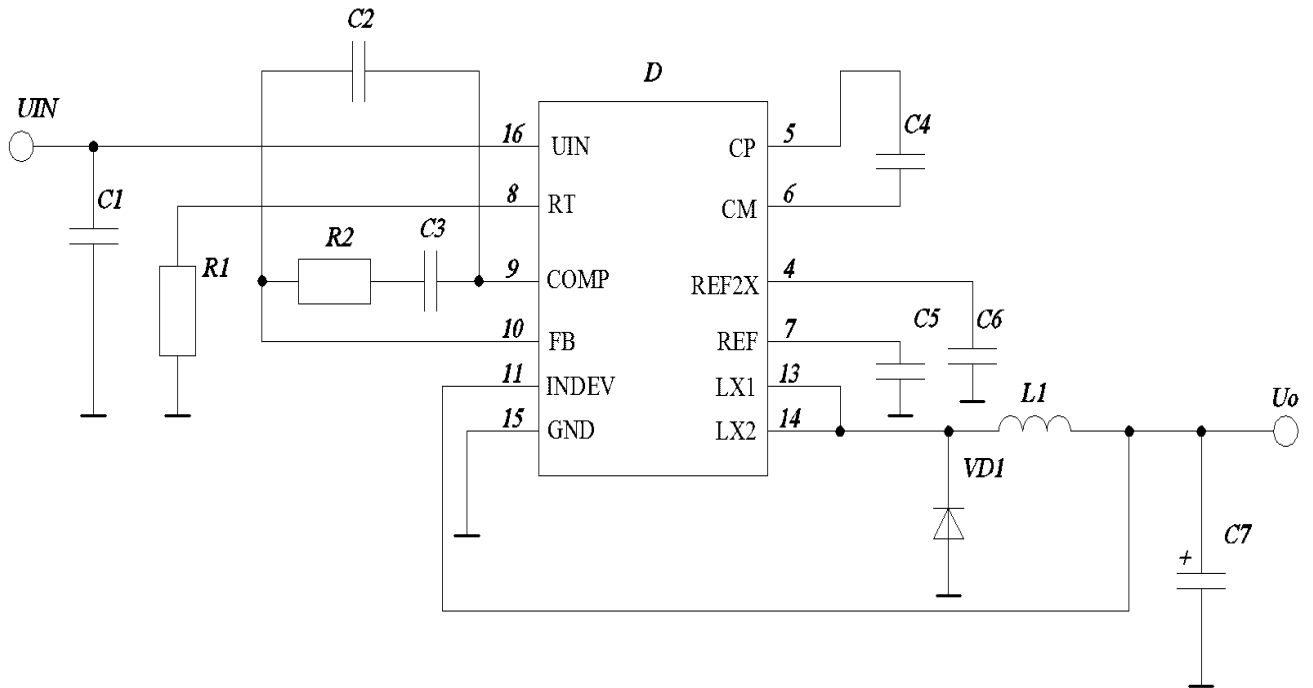 C2
D
UIN
16
UIN
CP
5
C4
C1
8
RT
CM
6
R1
R2
C3
9
COMP
REF2X
4
10
FB
REF
7
C5
C6
11
INDEV
LX1
13
L1
Uo
15
GND
LX2
14
VD1
C7
+